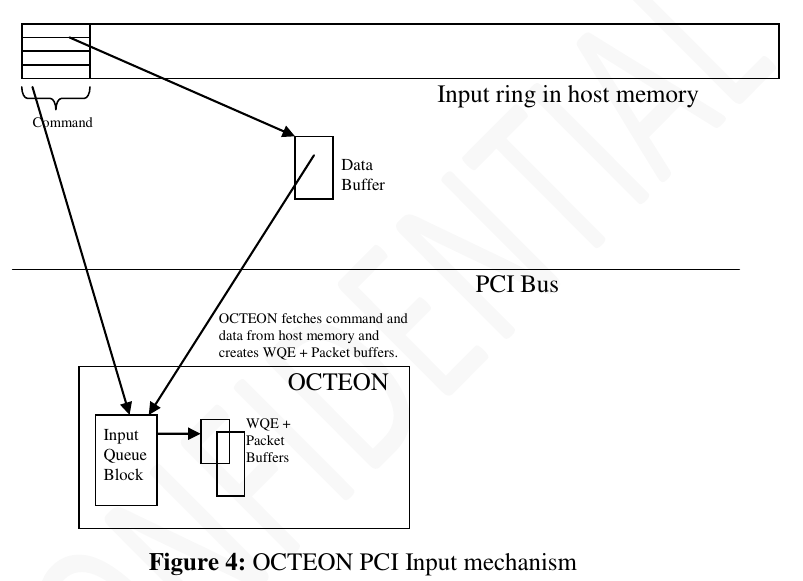 Input ring in host memory
Command
Data
Buffer
PCI Bus
OCTEON fetches command and
data from host memory and
creates WQE + Packet buffers.
OCTEON
Input
Queue
Block
WQE +
Packet
Buffers
Figure 4: OCTEON PCI Input mechanism
CONFIDENTIAL